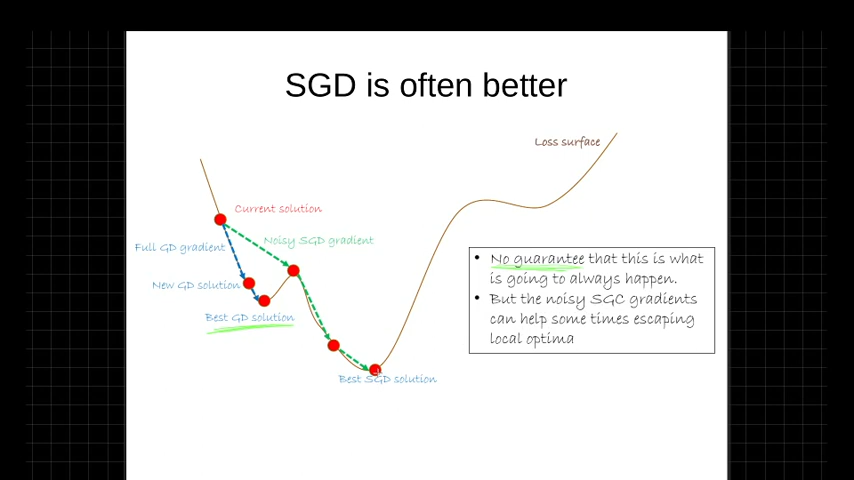 SGD is often better
Loss surface
Current solution
Noisy SGD gradient
Full GD gradient
New GD solution
Best GD solution
Best SGD solution
• No guarantee that this is what
is going to always happen.
• But the noisy SGC gradients
can help some times escaping
local optima